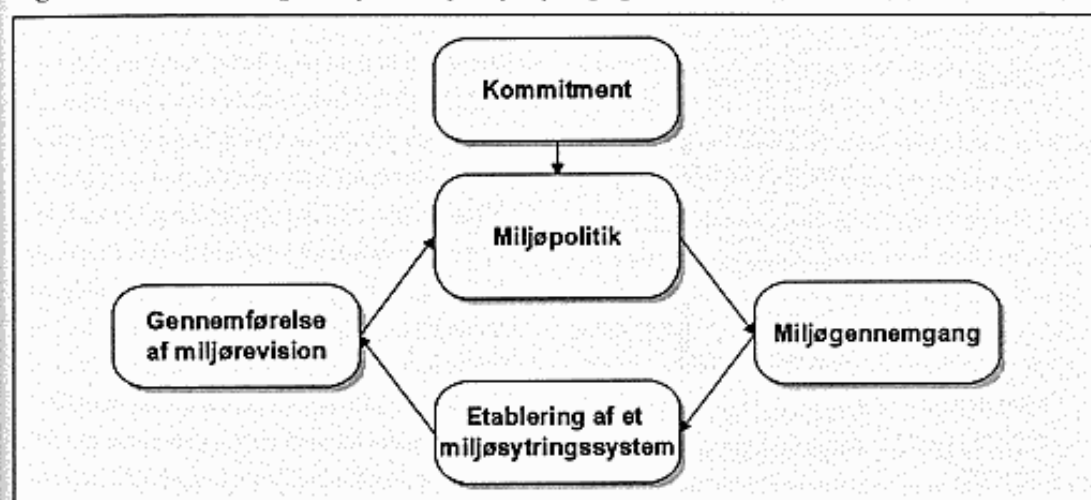 Kommitment
Miljøpolitik
Gennemførelse
af miljørevision
Miljøgennemgang
Etablering af et
miljøsytringssystem